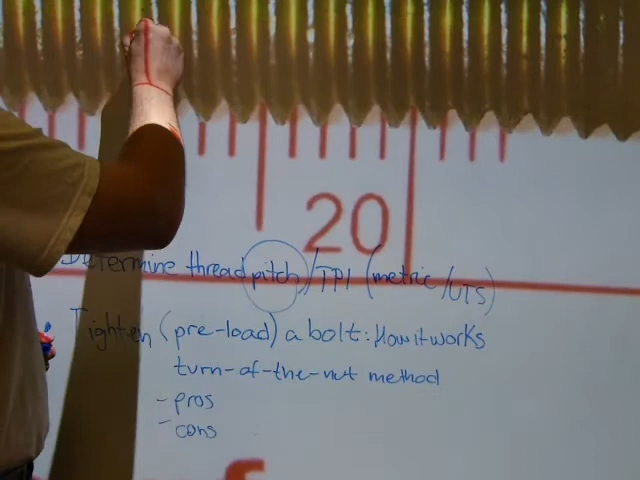 20
Determine thread pitch/TPI (metric/UTS)
Tighten (pre-load) a bolt: How it works
turn-of-the-nut method
- pros
- cons